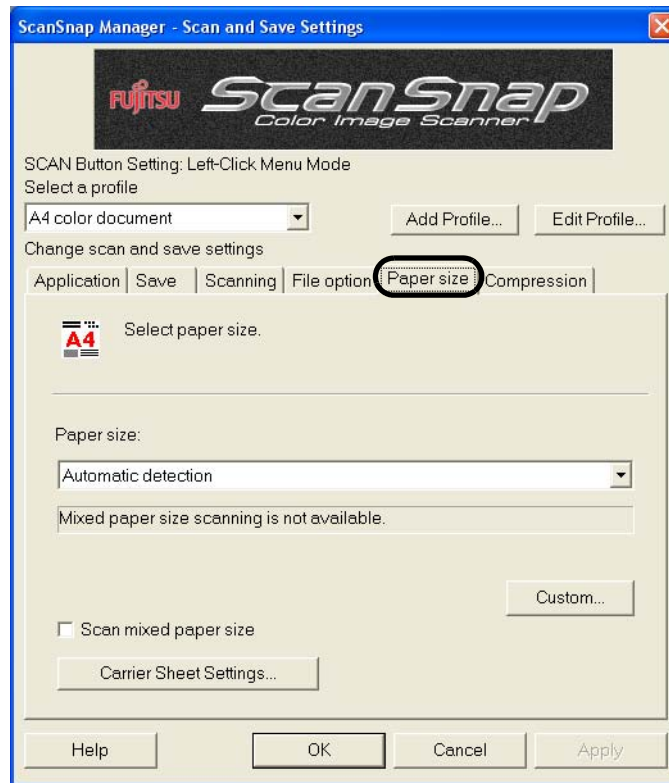 ScanSnap Manager - Scan and Save Settings
FUJITSU ScanSnap
Color Image Scanner
SCAN Button Setting: Left-Click Menu Mode
Select a profile
A4 color document Add Profile... Edit Profile...
Change scan and save settings
Application Save Scanning File option Paper size Compression
A4 Select paper size.
Paper size:
Automatic detection
Mixed paper size scanning is not available.
Custom...
Scan mixed paper size
Carrier Sheet Settings...
Help OK Cancel Apply